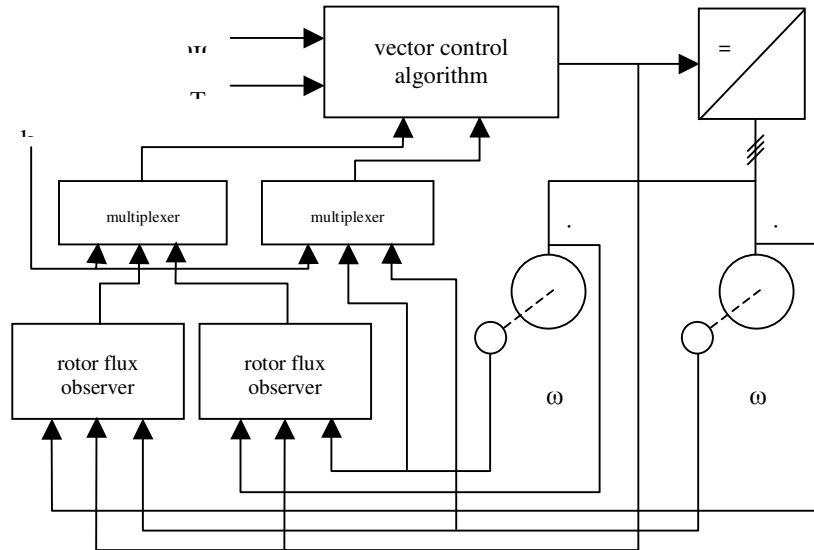 vector control
algorithm
=
multiplexer
multiplexer
.
.
rotor flux
observer
rotor flux
observer
ω
ω